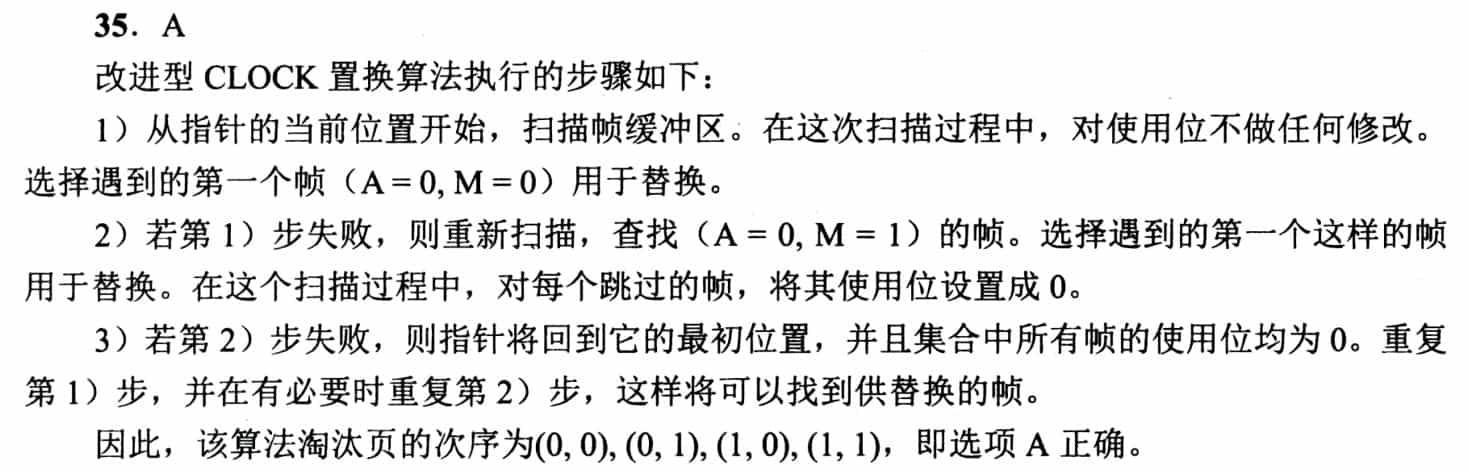 35．A
改进型 CLOCK 置换算法执行的步骤如下：
1）从指针的当前位置开始，扫描帧缓冲区。在这次扫描过程中，对使用位不做任何修改。
选择遇到的第一个帧（A = 0, M = 0）用于替换。
2）若第 1）步失败，则重新扫描，查找（A = 0, M = 1）的帧。选择遇到的第一个这样的帧
用于替换。在这个扫描过程中，对每个跳过的帧，将其使用位设置成 0。
3）若第 2）步失败，则指针将回到它的最初位置，并且集合中所有帧的使用位均为 0。重复
第 1）步，并在有必要时重复第 2）步，这样将可以找到供替换的帧。
因此，该算法淘汰页的次序为(0, 0), (0, 1), (1, 0), (1, 1)，即选项 A 正确。